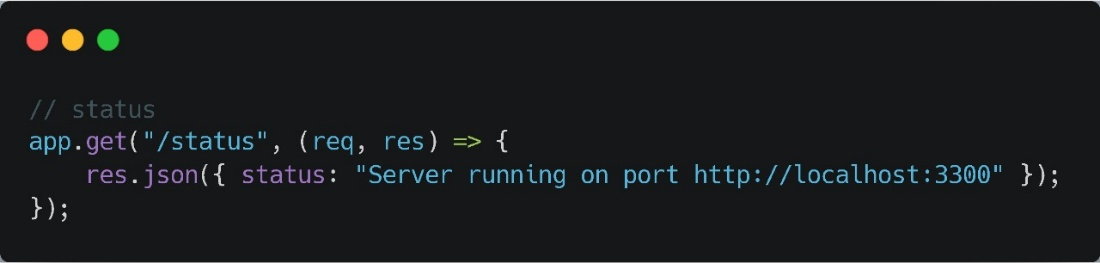 // status
app.get("/status", (req, res) => {
    res.json({ status: "Server running on port http://localhost:3300" });
});